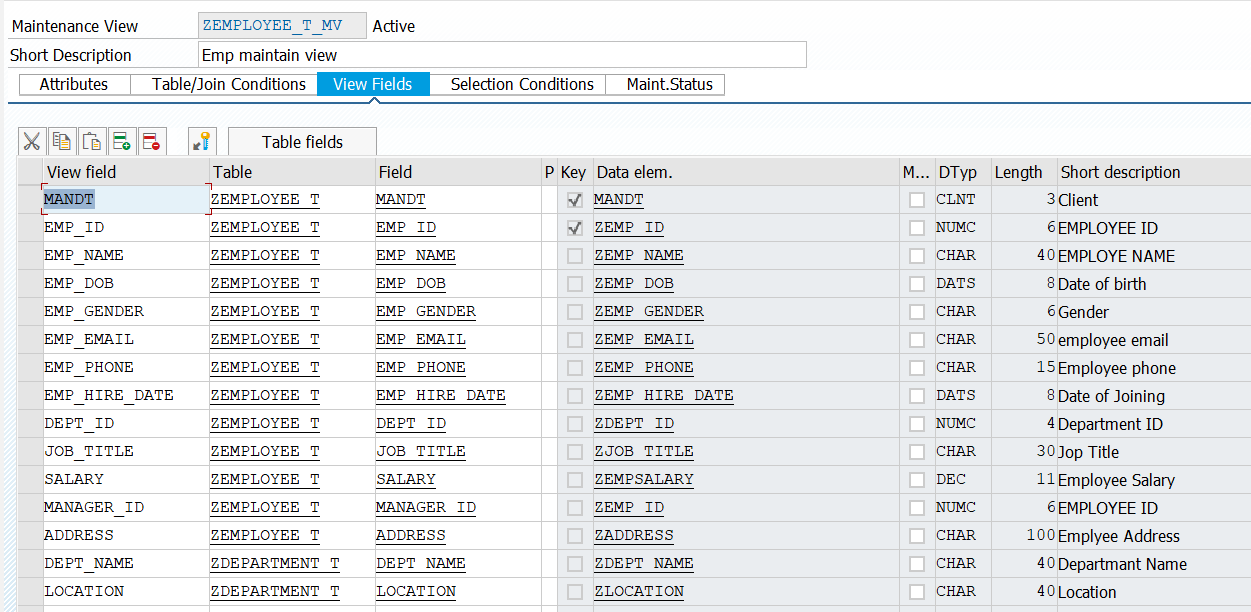 Maintenance View ZEMPLOYEE_T_MV Active
Short Description Emp maintain view
Attributes Table/Join Conditions View Fields Selection Conditions Maint.Status
Table fields
View field Table Field P Key Data elem. M... DTyp Length Short description
MANDT ZEMPLOYEE_T MANDT MANDT CLNT 3 Client
EMP_ID ZEMPLOYEE_T EMP_ID ZEMP_ID NUMC 6 EMPLOYEE ID
EMP_NAME ZEMPLOYEE_T EMP_NAME ZEMP_NAME CHAR 40 EMPLOYE NAME
EMP_DOB ZEMPLOYEE_T EMP_DOB ZEMP_DOB DATS 8 Date of birth
EMP_GENDER ZEMPLOYEE_T EMP_GENDER ZEMP_GENDER CHAR 6 Gender
EMP_EMAIL ZEMPLOYEE_T EMP_EMAIL ZEMP_EMAIL CHAR 50 employee email
EMP_PHONE ZEMPLOYEE_T EMP_PHONE ZEMP_PHONE CHAR 15 Employee phone
EMP_HIRE_DATE ZEMPLOYEE_T EMP_HIRE_DATE ZEMP_HIRE_DATE DATS 8 Date of Joining
DEPT_ID ZEMPLOYEE_T DEPT_ID ZDEPT_ID NUMC 4 Department ID
JOB_TITLE ZEMPLOYEE_T JOB_TITLE ZJOB_TITLE CHAR 30 Jop Title
SALARY ZEMPLOYEE_T SALARY ZEMPSALARY DEC 11 Employee Salary
MANAGER_ID ZEMPLOYEE_T MANAGER_ID ZEMP_ID NUMC 6 EMPLOYEE ID
ADDRESS ZEMPLOYEE_T ADDRESS ZADDRESS CHAR 100 Emplyee Address
DEPT_NAME ZDEPARTMENT_T DEPT_NAME ZDEPT_NAME CHAR 40 Departmant Name
LOCATION ZDEPARTMENT_T LOCATION ZLOCATION CHAR 40 Location